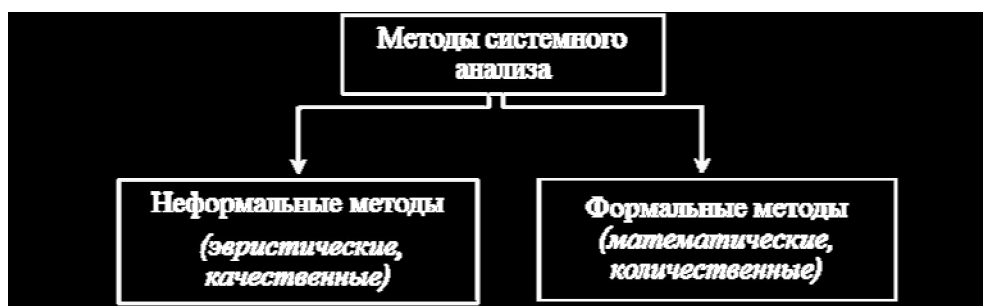 Методы системного
анализа
Неформальные методы
(эвристические,
качественные)
Формальные методы
(математические,
количественные)